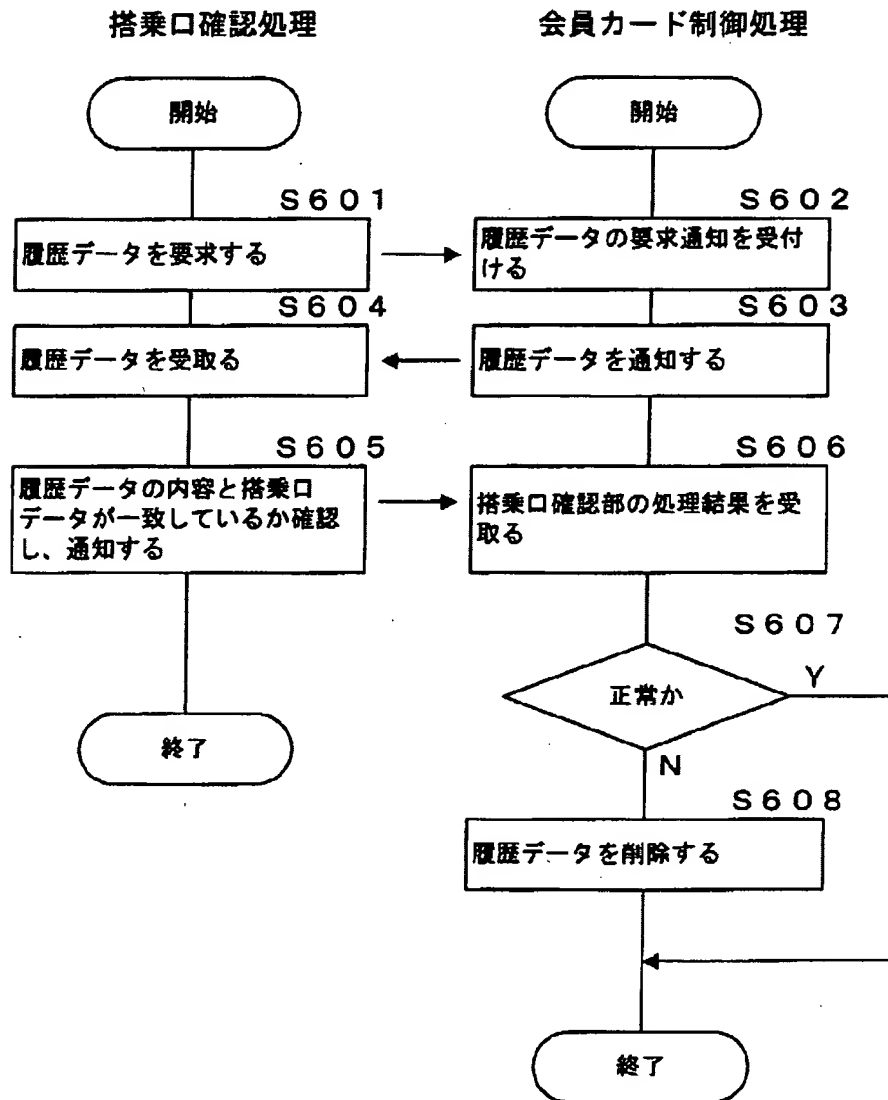 搭乗口確認処理
会員カード制御処理
開始
開始
S601
S602
履歴データを要求する
履歴データの要求通知を受付
ける
S604
S603
履歴データを受取る
履歴データを通知する
S605
S606
履歴データの内容と搭乗口
データが一致しているか確認
し、通知する
搭乗口確認部の処理結果を受
取る
S607
正常か
Y
N
終了
S608
履歴データを削除する
終了